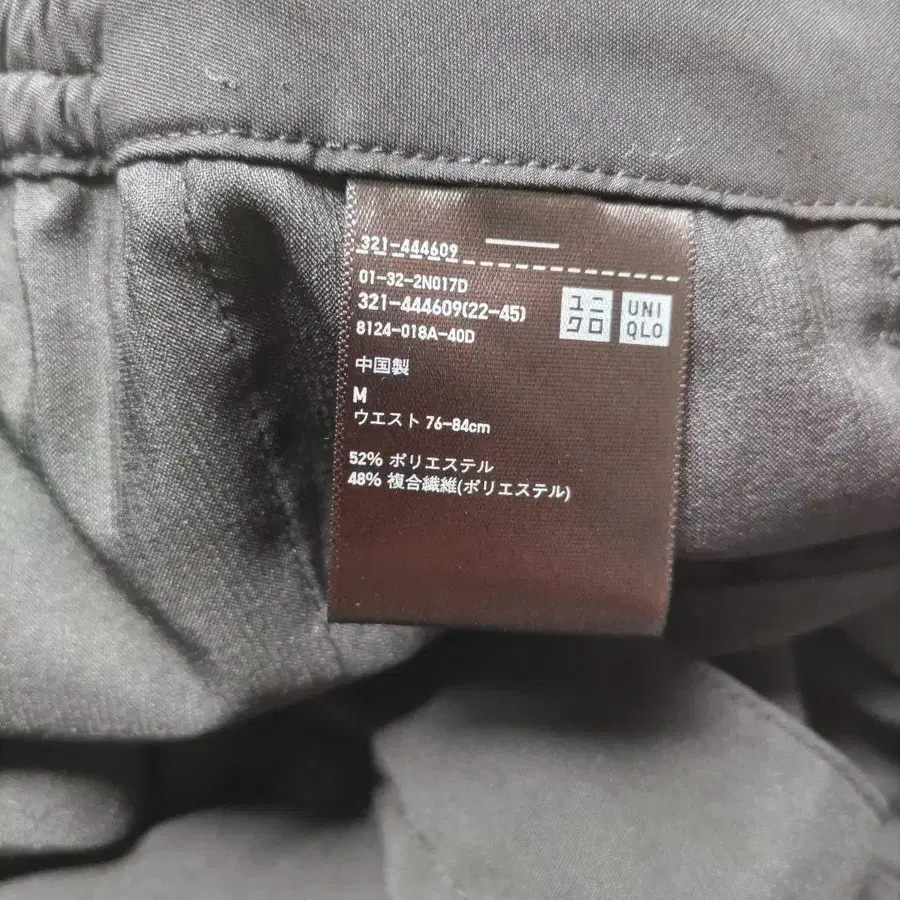 321-444609
01-32-2N017D
321-444609(22-45)
8124-018A-40D
ユニ
クロ
UNI
QLO
中国製
M
ウエスト 76-84cm
52% ポリエステル
48% 複合繊維(ポリエステル)